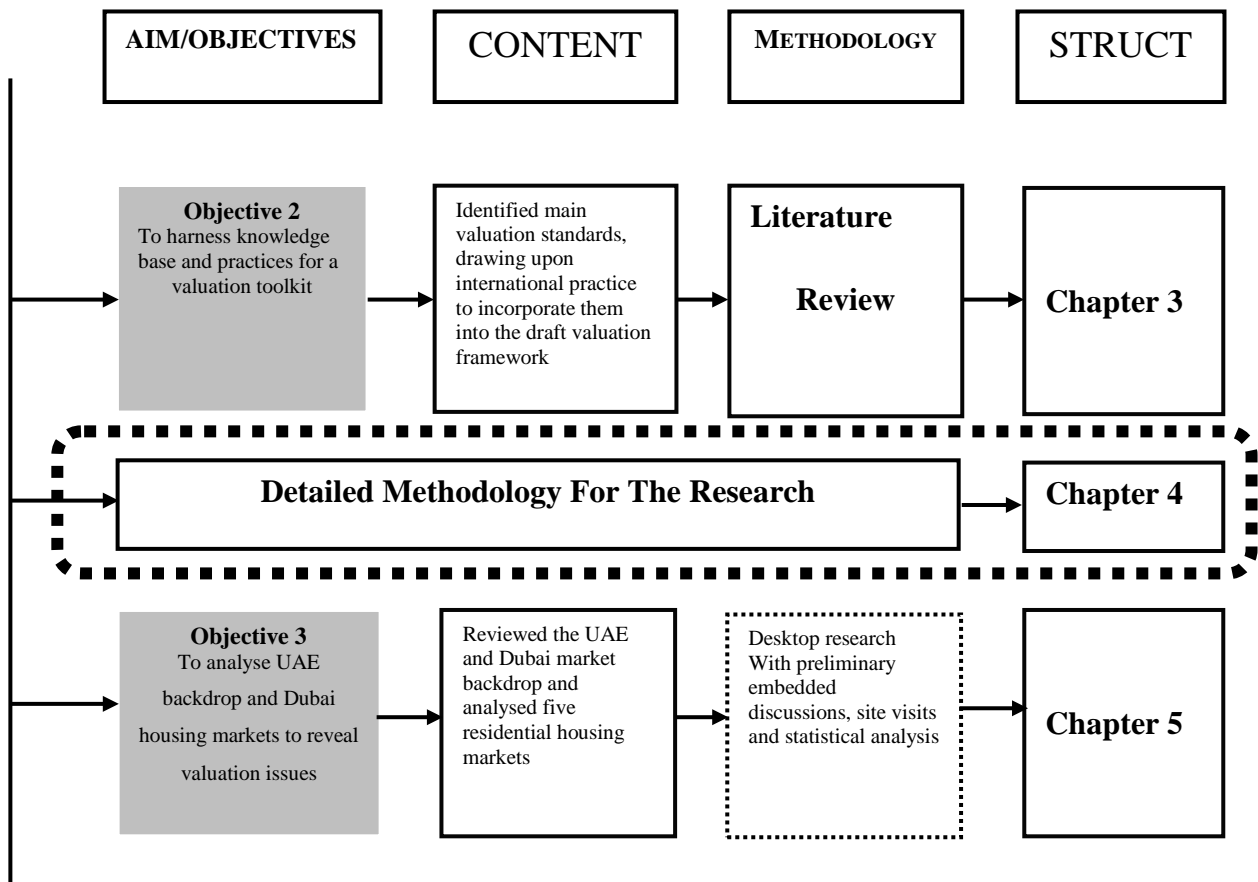 AIM/OBJECTIVES
CONTENT
METHODOLOGY
STRUCT
Objective 2
To harness knowledge
base and practices for a
valuation toolkit
Identified main
valuation standards,
drawing upon
international practice
to incorporate them
into the draft valuation
framework
Literature
Review
Chapter 3
Detailed Methodology For The Research
Chapter 4
Objective 3
To analyse UAE
backdrop and Dubai
housing markets to reveal
valuation issues
Reviewed the UAE
and Dubai market
backdrop and
analysed five
residential housing
markets
Desktop research
With preliminary
embedded
discussions, site visits
and statistical analysis
Chapter 5